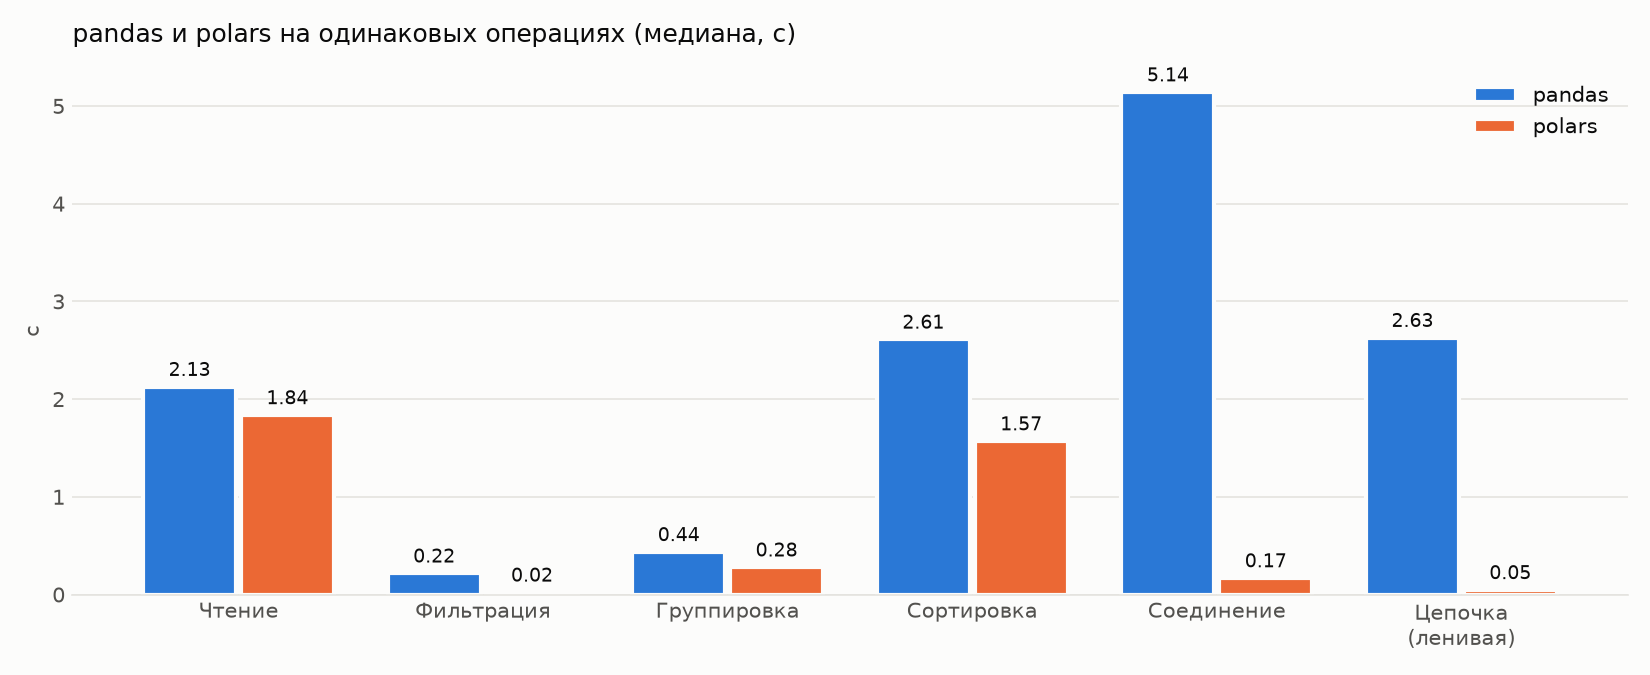 pandas и polars на одинаковых операциях (медиана, с)
pandas
polars
с
5
4
3
2
1
0
2.13
1.84
0.22
0.02
0.44
0.28
2.61
1.57
5.14
0.17
2.63
0.05
Чтение
Фильтрация
Группировка
Сортировка
Соединение
Цепочка
(ленивая)